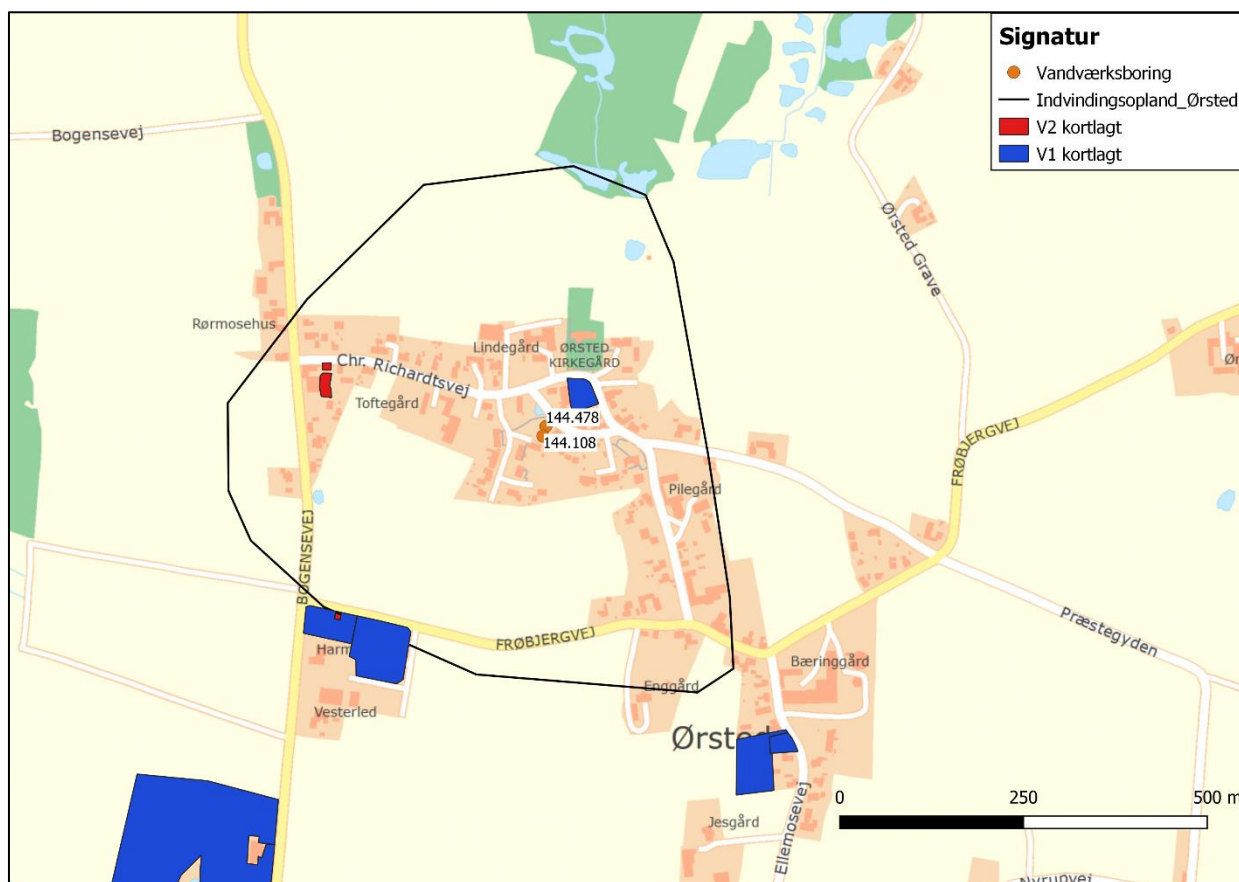 Signatur
Vandværksboring
Indvindingsopland_Ørsted
V2 kortlagt
V1 kortlagt
Bogensevej
Ørsted Grave
Rørmosehus
Lindegård
ØRSTED
KIRKEGÅRD
Chr. Richardtsvej
Toftegård
144.478
144.108
FRØBJERGVEJ
Pilegård
BOGENSEVEJ
FRØBJERGVEJ
Præstegyden
Bæringgård
Enggård
Vesterled
Ørsted
0 250 500 m
Jesgård
Ellemosevej
Nyrupvej